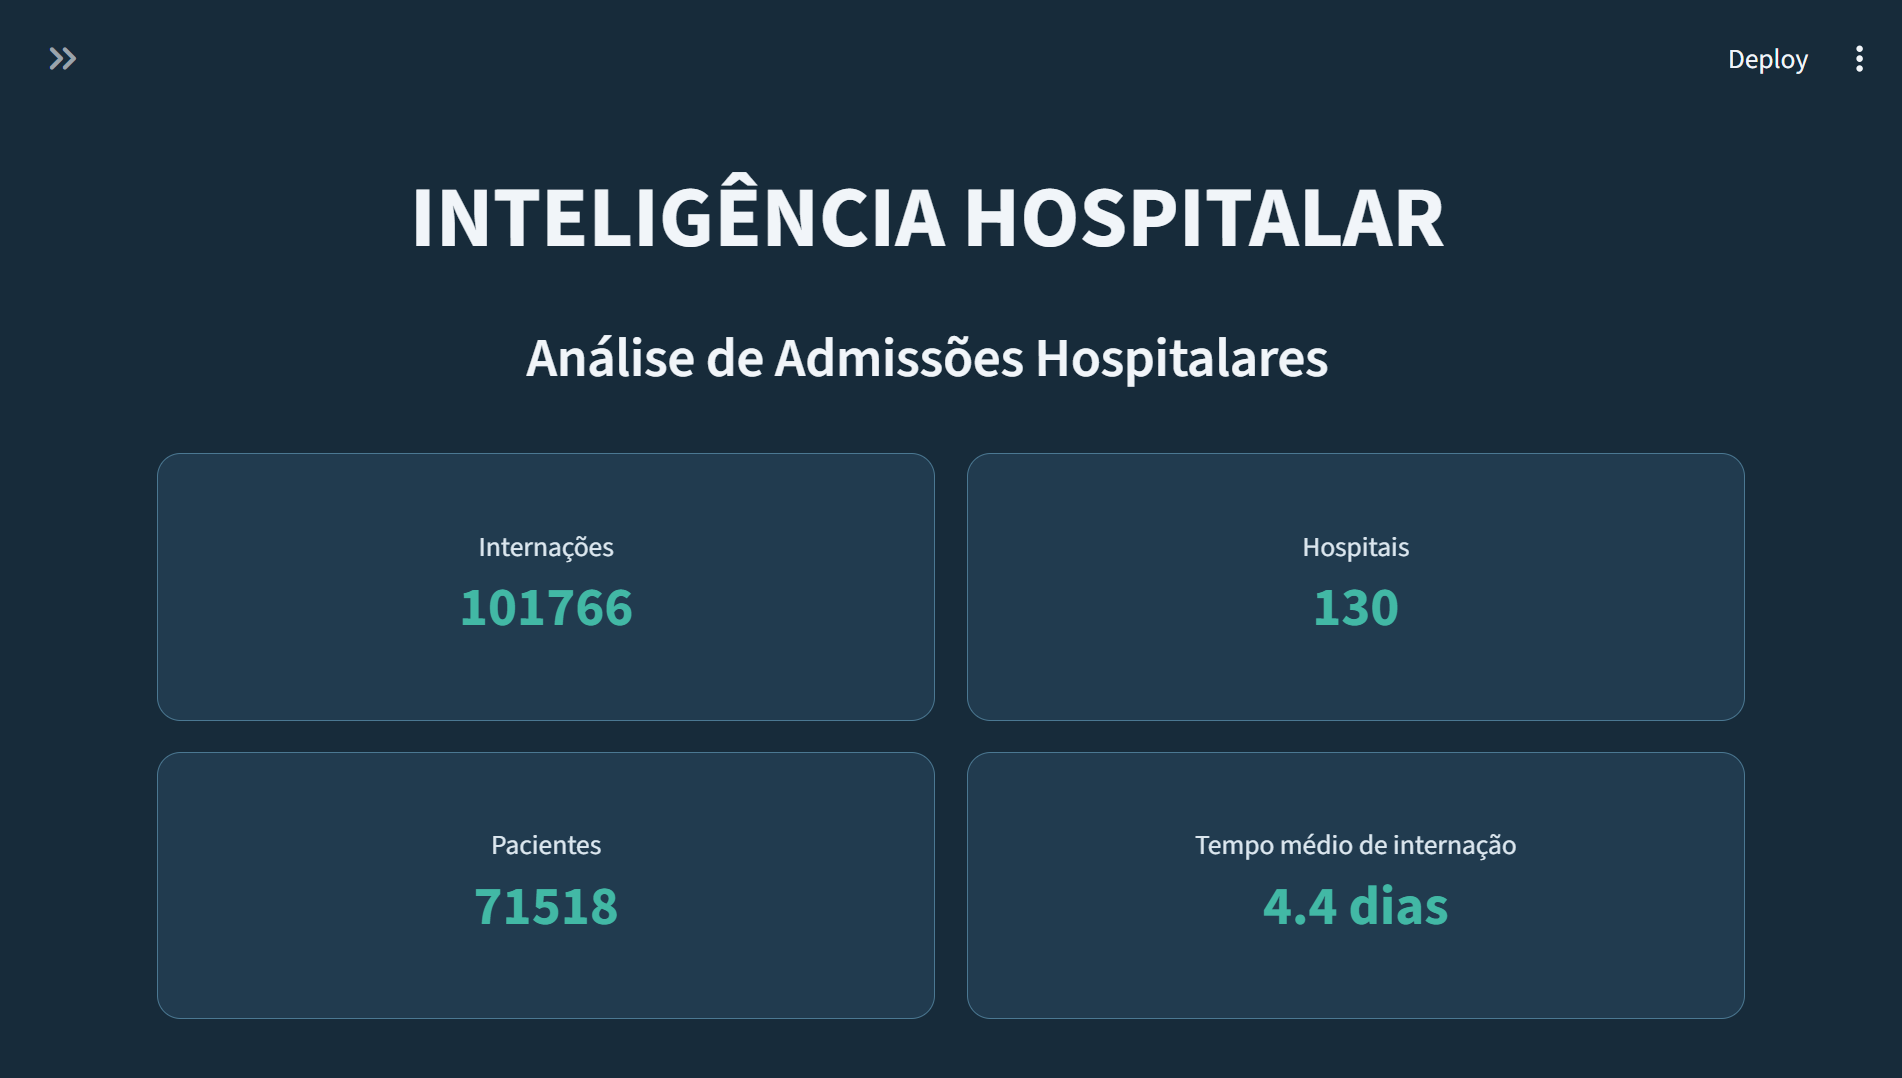 Deploy
INTELIGÊNCIA HOSPITALAR
Análise de Admissões Hospitalares
Internações
101766
Hospitais
130
Pacientes
71518
Tempo médio de internação
4.4 dias